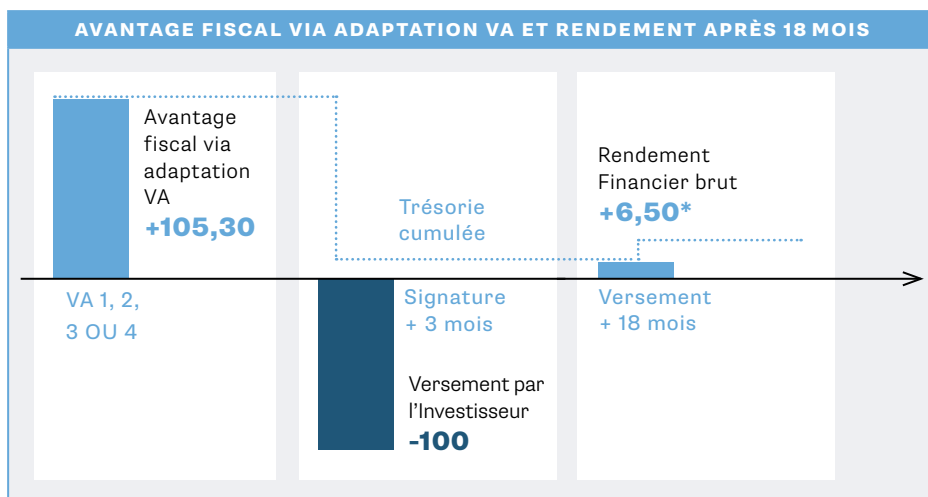 AVANTAGE FISCAL VIA ADAPTATION VA ET RENDEMENT APRÈS 18 MOIS
Avantage
fiscal via
adaptation
VA
+105,30
VA 1, 2,
3 OU 4
Trésorie
cumulée
Signature
+ 3 mois
Versement par
l'Investisseur
-100
Rendement
Financier brut
+6,50*
Versement
+ 18 mois